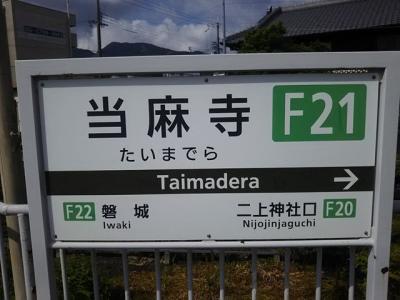 当麻寺 F21
たいまでら
Taimadera →
F22 磐城 二上神社口 F20
Iwaki Nijojinjaguchi